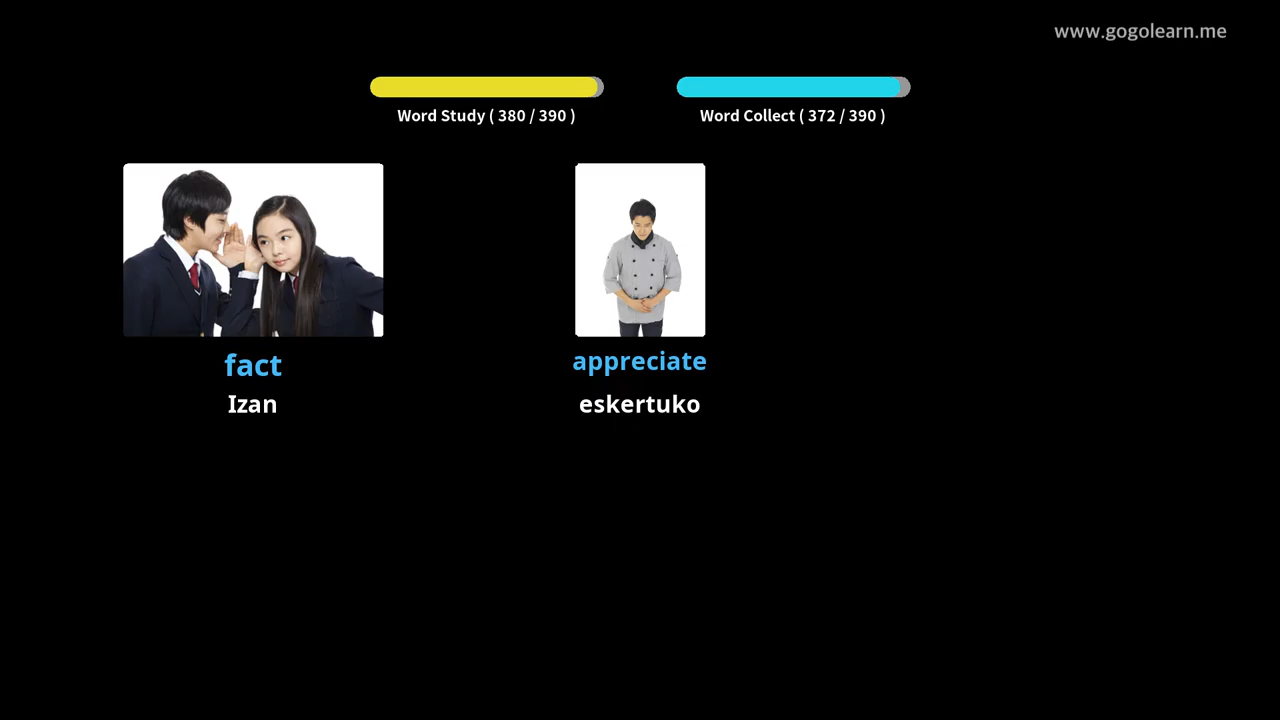 www.gogolearn.me
Word Study ( 380 / 390 )
Word Collect ( 372 / 390 )
fact
Izan
appreciate
eskertuko